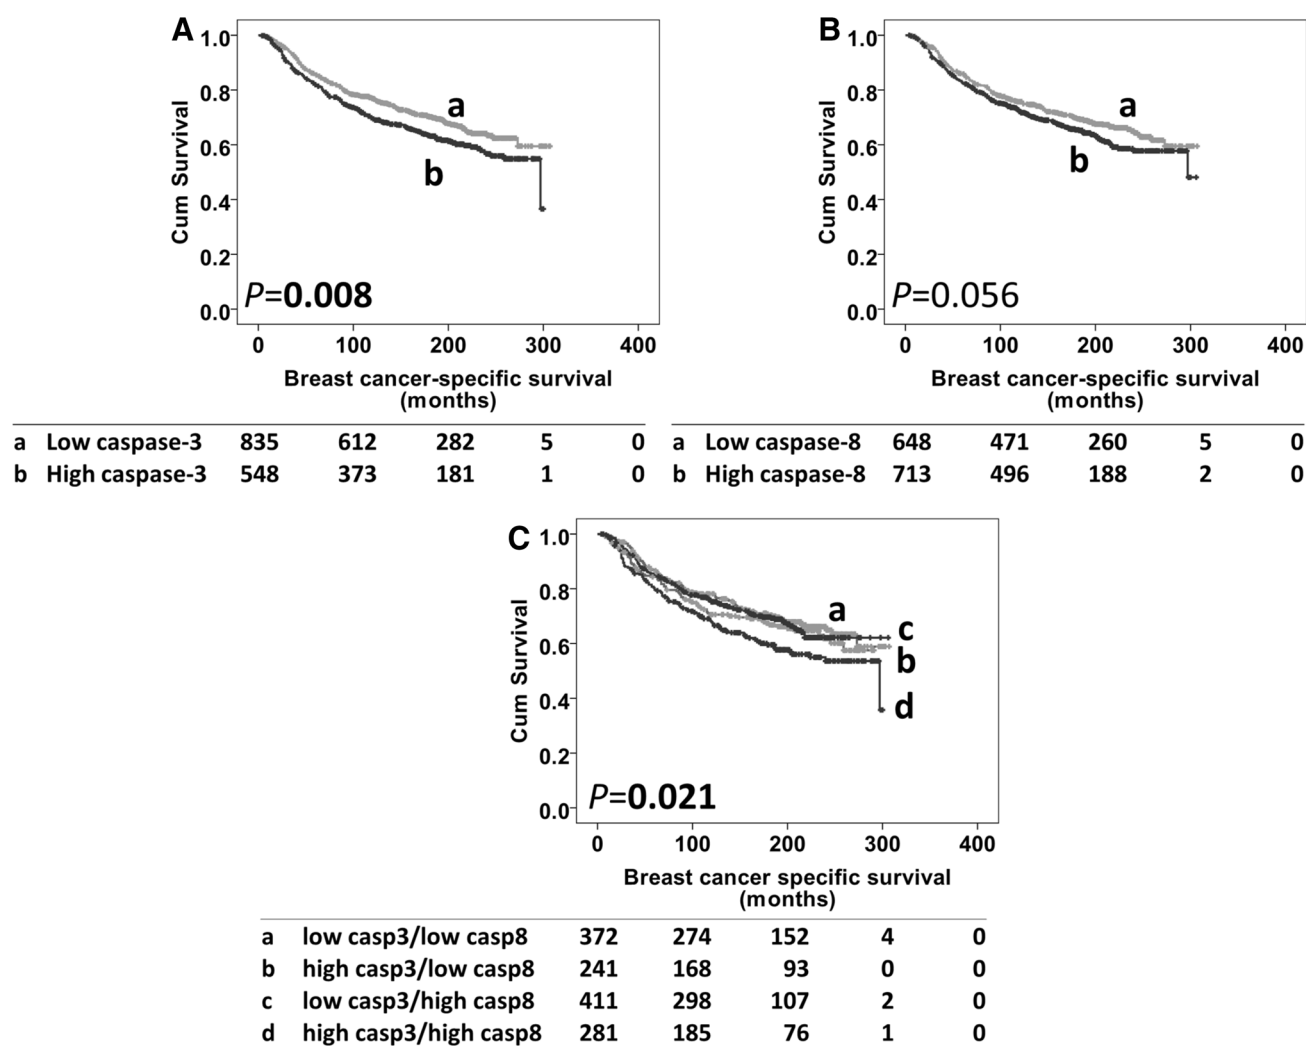 A
1.0
0.8
0.6
0.4
0.2
0.0
Cum Survival
a
b
P=0.008
0 100 200 300 400
Breast cancer-specific survival
(months)
a Low caspase-3 835 612 282 5 0
b High caspase-3 548 373 181 1 0
B
1.0
0.8
0.6
0.4
0.2
0.0
Cum Survival
a
b
P=0.056
0 100 200 300 400
Breast cancer-specific survival
(months)
a Low caspase-8 648 471 260 5 0
b High caspase-8 713 496 188 2 0
C
1.0
0.8
0.6
0.4
0.2
0.0
Cum Survival
a
c
b
d
P=0.021
0 100 200 300 400
Breast cancer specific survival
(months)
a low casp3/low casp8 372 274 152 4 0
b high casp3/low casp8 241 168 93 0 0
c low casp3/high casp8 411 298 107 2 0
d high casp3/high casp8 281 185 76 1 0